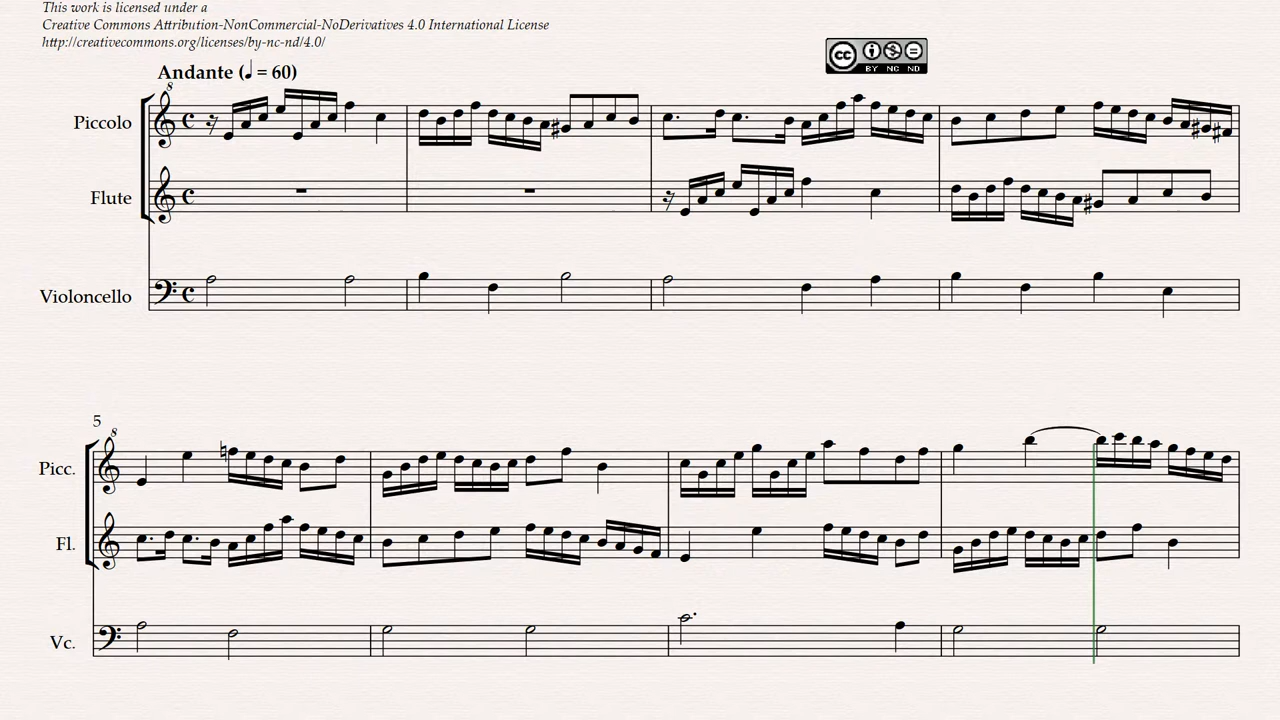 This work is licensed under a
Creative Commons Attribution-NonCommercial-NoDerivatives 4.0 International License
http://creativecommons.org/licenses/by-nc-nd/4.0/
cc BY NC ND
Andante (♩ = 60)
8
Piccolo
Flute
Violoncello
5
8
Picc.
Fl.
Vc.